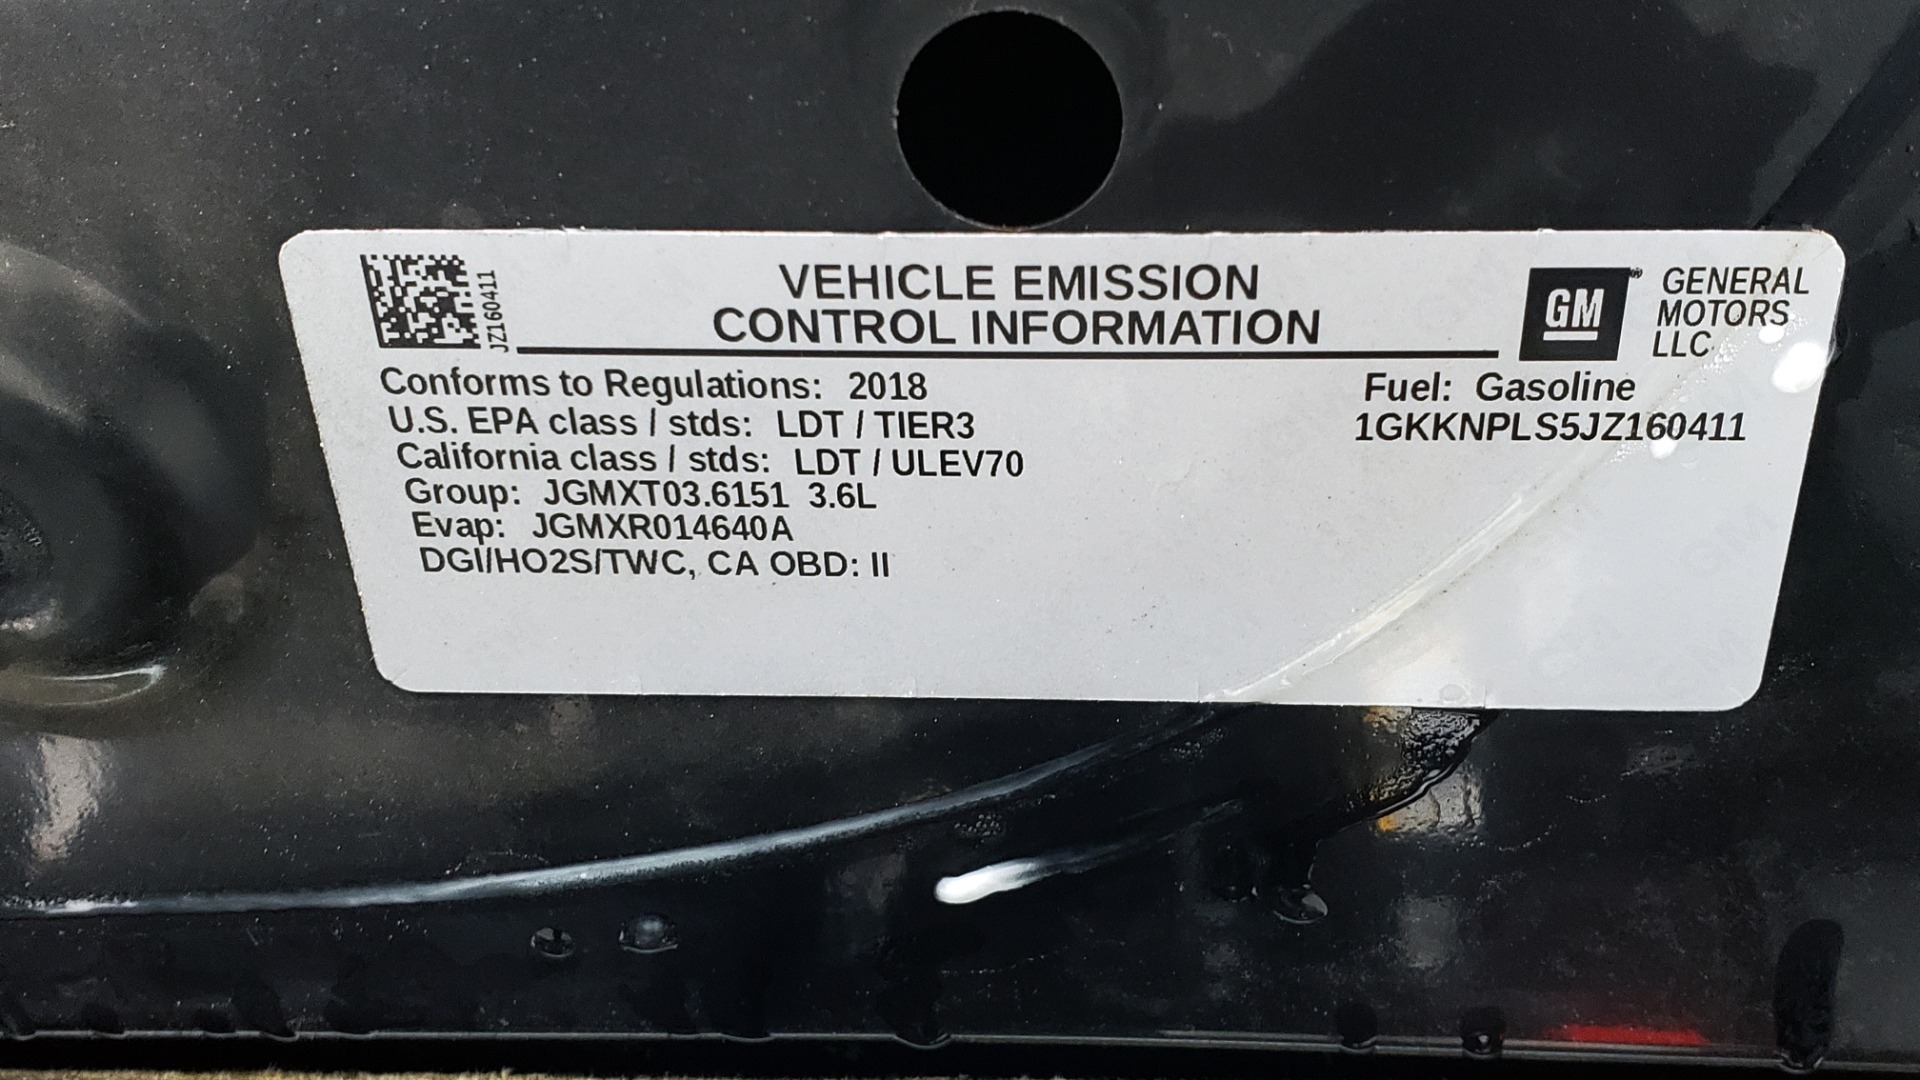 JZ160411
VEHICLE EMISSION
CONTROL INFORMATION
GM
GENERAL
MOTORS
LLC
Conforms to Regulations: 2018
U.S. EPA class / stds: LDT / TIER3
California class / stds: LDT / ULEV70
Group: JGMXT03.6151 3.6L
Evap: JGMXR014640A
DGI/HO2S/TWC, CA OBD: II
Fuel: Gasoline
1GKKNPLS5JZ160411